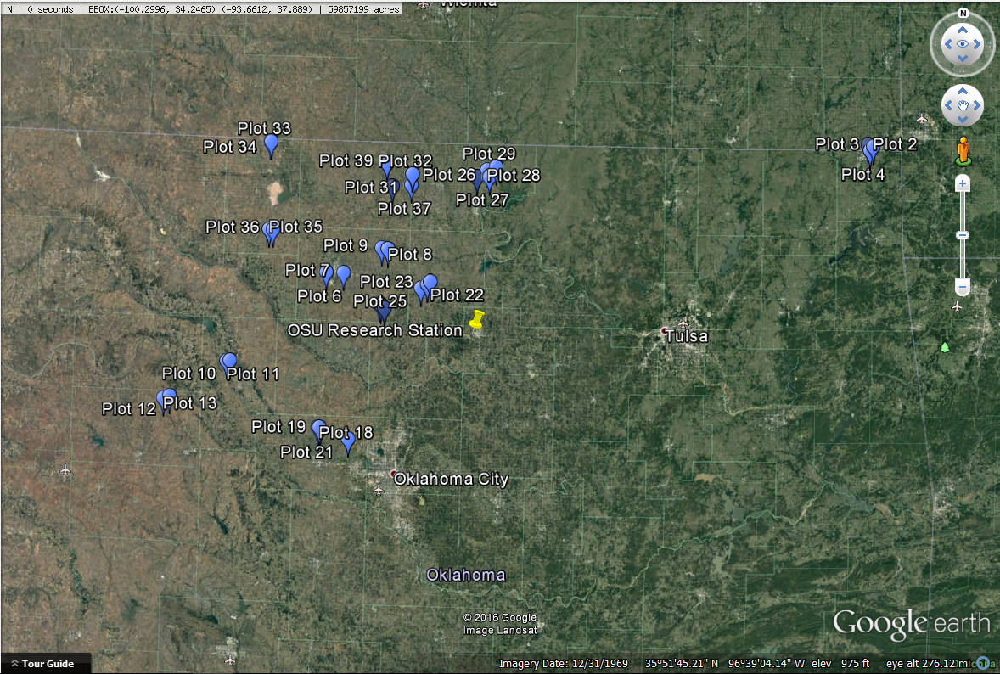 N | 0 seconds | BBOX:(-100.2996, 34.2465) (-93.6612, 37.889) | 59857199 acres
Wichita
N
Plot 33
Plot 34
Plot 3
Plot 2
Plot 4
Plot 29
Plot 39
Plot 32
Plot 26
Plot 28
Plot 31
Plot 27
Plot 37
Plot 36
Plot 35
Plot 9
Plot 8
Plot 7
Plot 23
Plot 6
Plot 22
Plot 25
OSU Research Station
Tulsa
Plot 10
Plot 11
Plot 12
Plot 13
Plot 19
Plot 18
Plot 21
Oklahoma City
Oklahoma
© 2016 Google
Image Landsat
Google earth
Tour Guide
Imagery Date: 12/31/1969 35°51'45.21" N 96°39'04.14" W elev 975 ft eye alt 276.12 mi